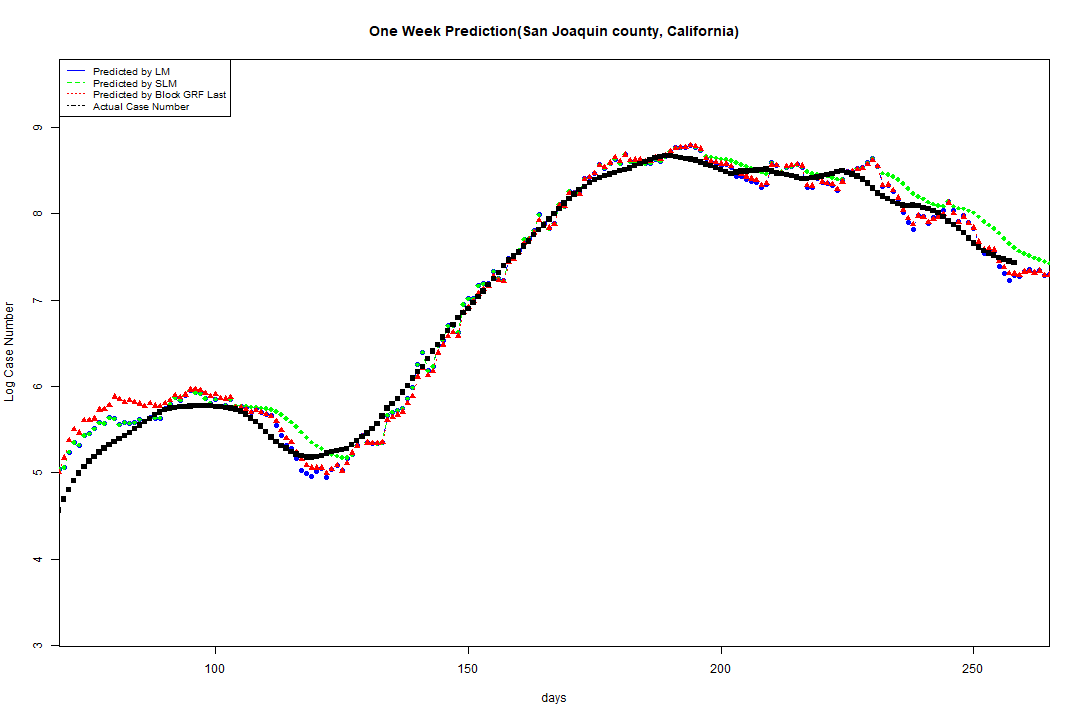 One Week Prediction(San Joaquin county, California)
Predicted by LM
Predicted by SLM
Predicted by Block GRF Last
Actual Case Number
9
8
7
6
5
4
3
Log Case Number
100 150 200 250
days